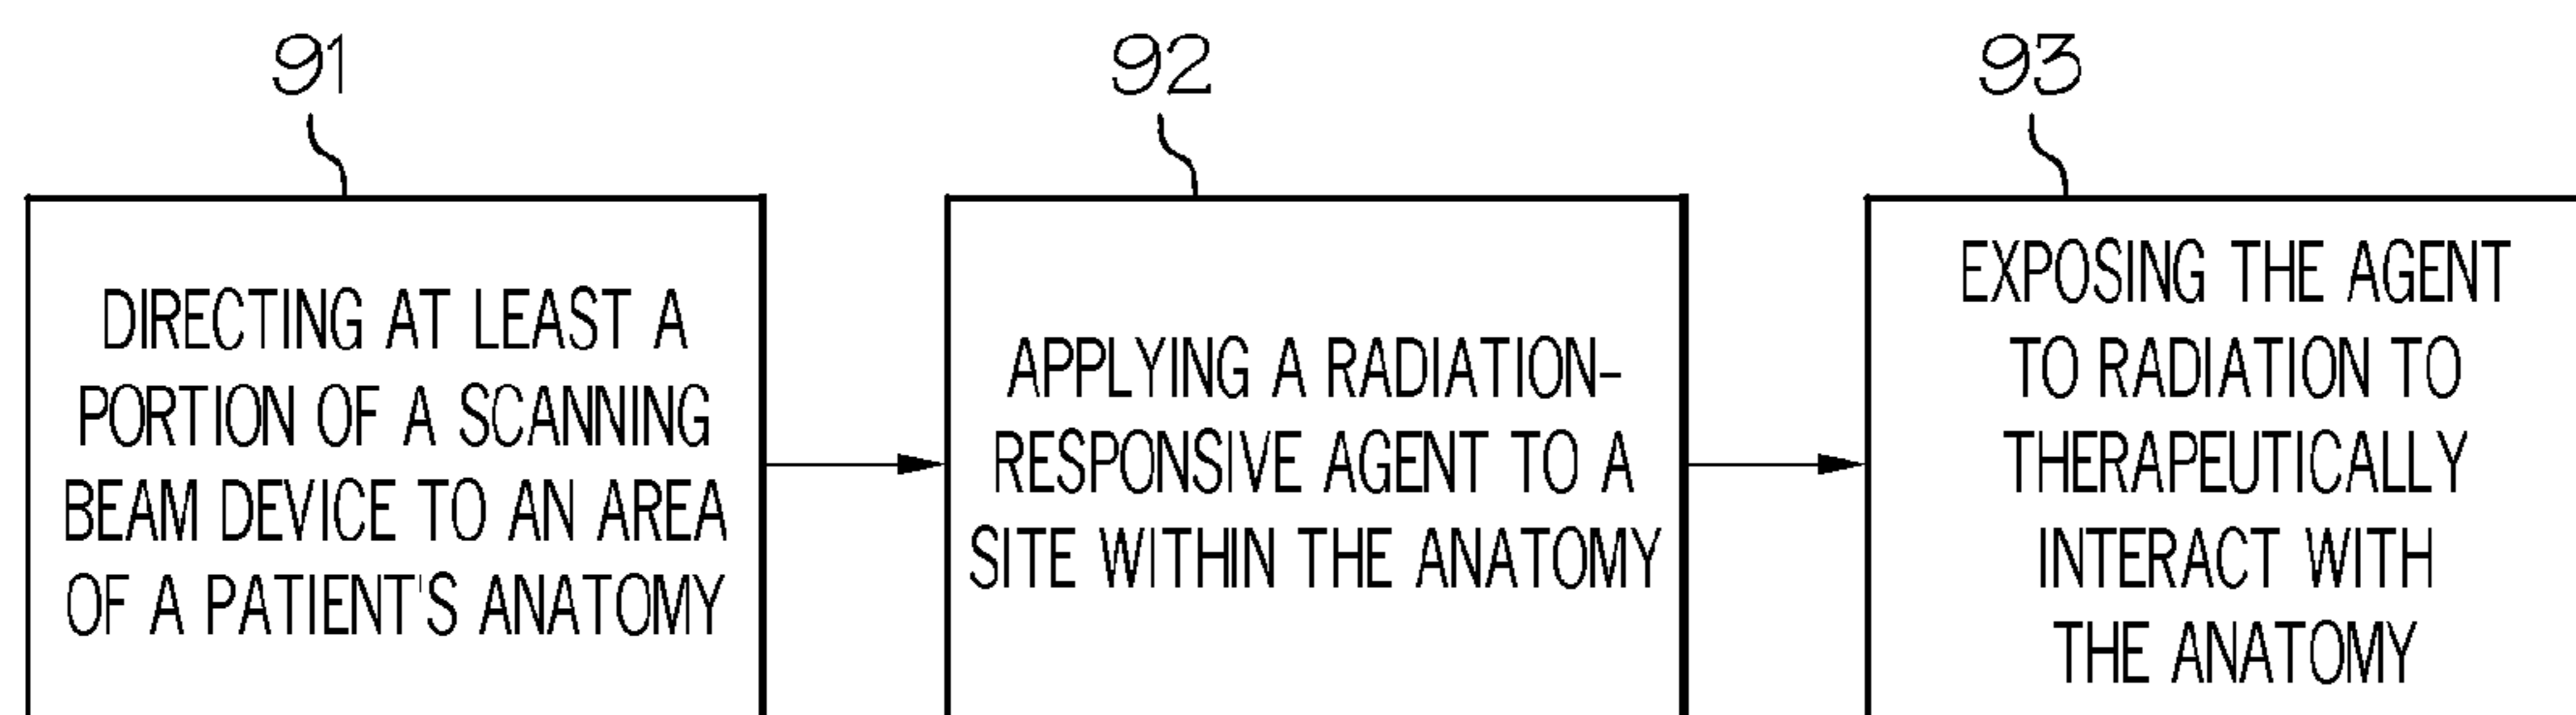 91
92
93
DIRECTING AT LEAST A
PORTION OF A SCANNING
BEAM DEVICE TO AN AREA
OF A PATIENT'S ANATOMY
APPLYING A RADIATION-
RESPONSIVE AGENT TO A
SITE WITHIN THE ANATOMY
EXPOSING THE AGENT
TO RADIATION TO
THERAPEUTICALLY
INTERACT WITH
THE ANATOMY